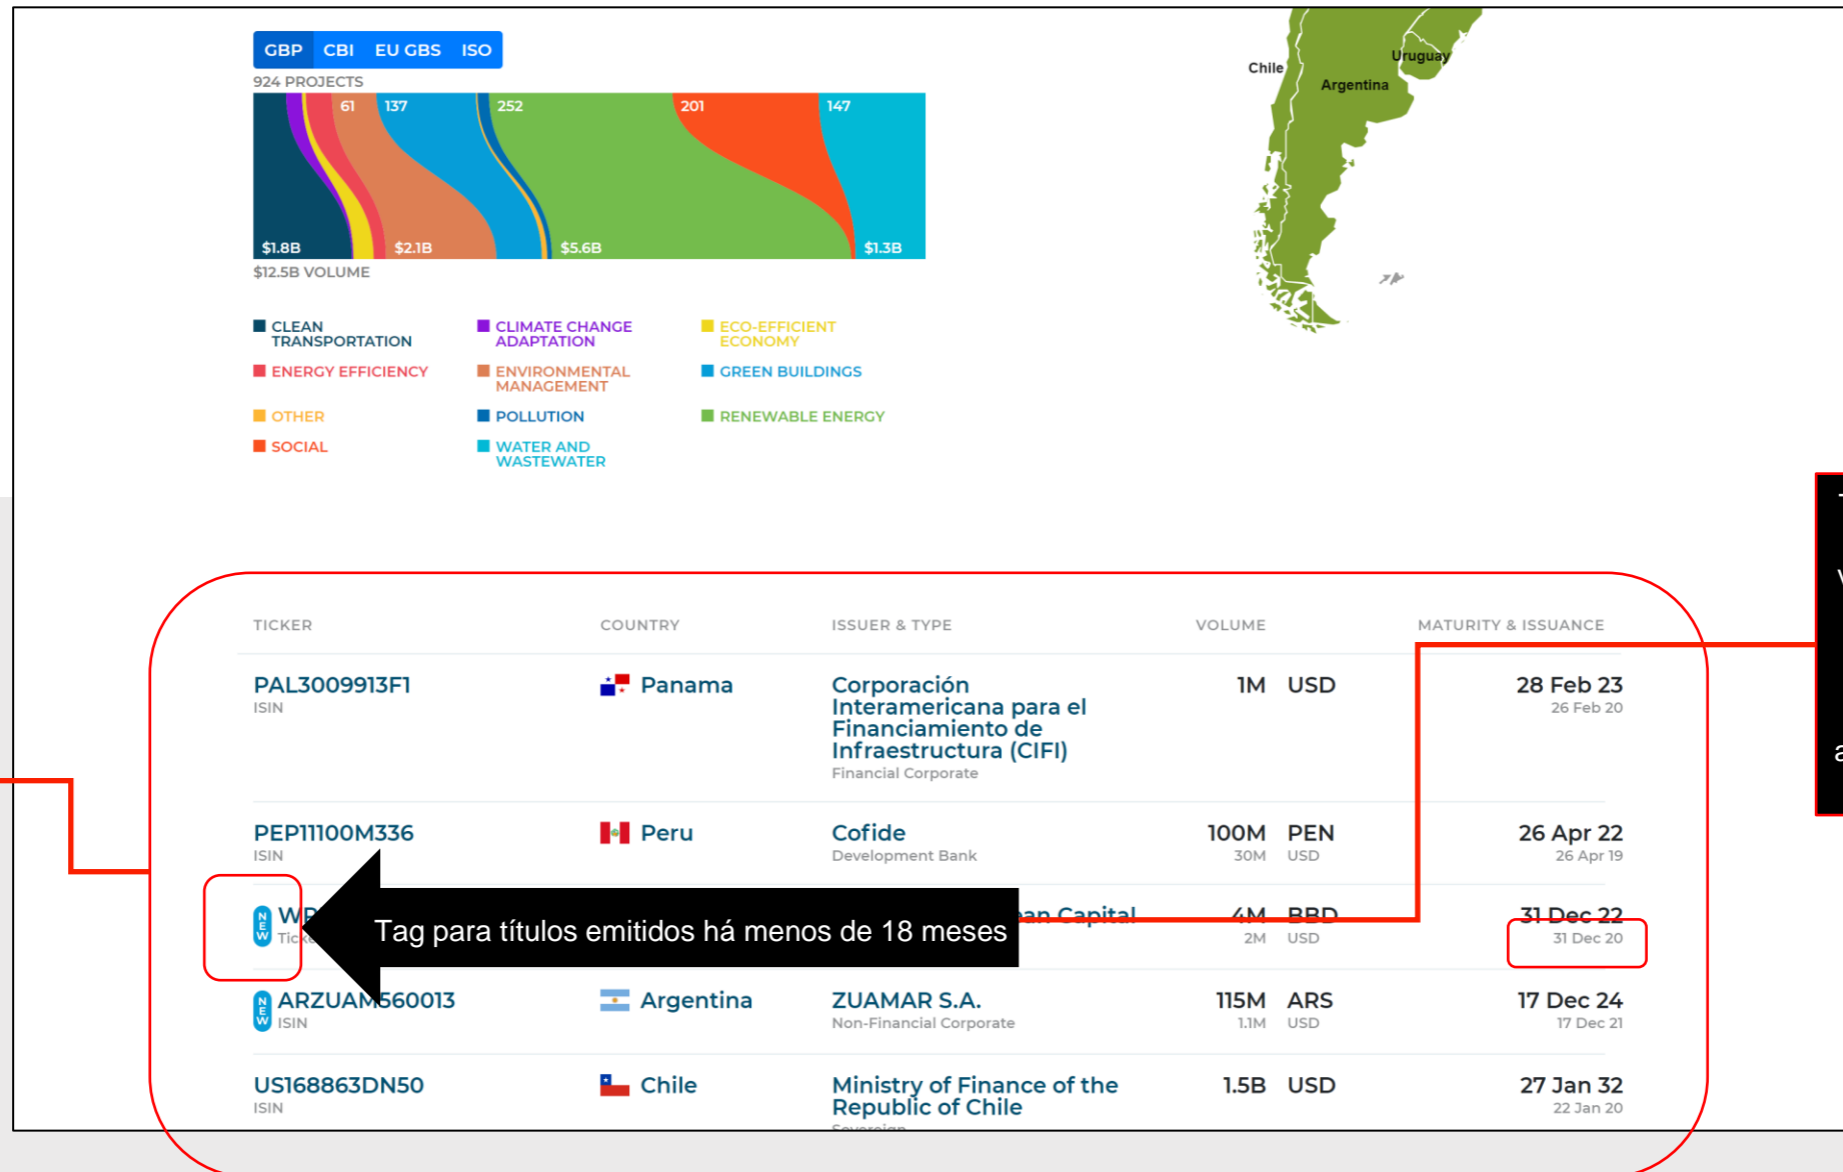 GBP CBI EU GBS ISO
924 PROJECTS
61 137 252 201 147
$1.8B $2.1B $5.6B $1.3B
$12.5B VOLUME
CLEAN
TRANSPORTATION
CLIMATE CHANGE
ADAPTATION
ECO-EFFICIENT
ECONOMY
ENERGY EFFICIENCY
ENVIRONMENTAL
MANAGEMENT
GREEN BUILDINGS
OTHER
POLLUTION
RENEWABLE ENERGY
SOCIAL
WATER AND
WASTEWATER
Chile
Uruguay
Argentina
TICKER COUNTRY ISSUER & TYPE VOLUME MATURITY & ISSUANCE
PAL3009913F1
ISIN
Panama
Corporación
Interamericana para el
Financiamiento de
Infraestructura (CIFI)
Financial Corporate
1M USD
28 Feb 23
26 Feb 20
PEP11100M336
ISIN
Peru
Cofide
Development Bank
100M PEN
30M USD
26 Apr 22
26 Apr 19
NEW
Tag para títulos emitidos há menos de 18 meses
Capital
4M BBD
2M USD
31 Dec 22
31 Dec 20
NEW
ARZUAM560013
ISIN
Argentina
ZUAMAR S.A.
Non-Financial Corporate
115M ARS
1.1M USD
17 Dec 24
17 Dec 21
US168863DN50
ISIN
Chile
Ministry of Finance of the
Republic of Chile
Sovereign
1.5B USD
27 Jan 32
22 Jan 20